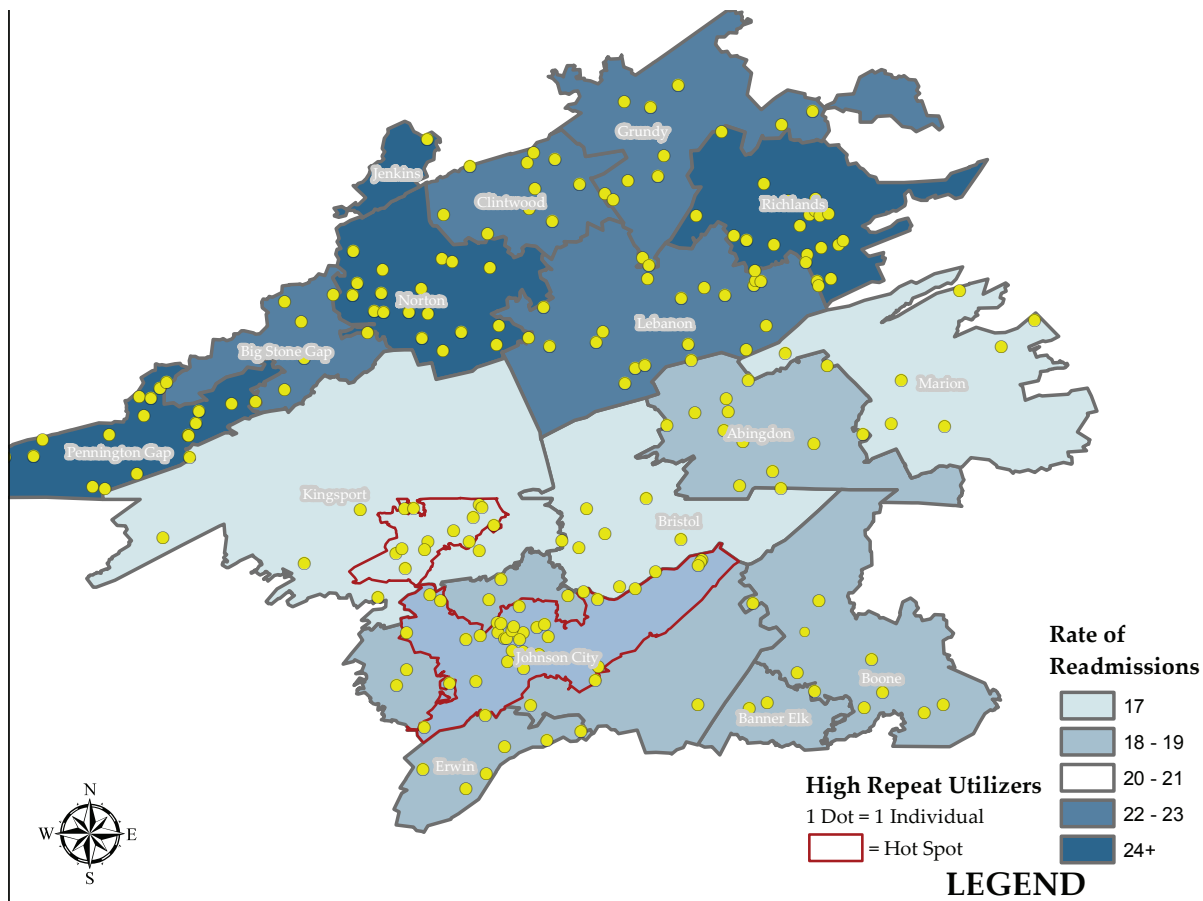 Grundy
Jenkins
Clintwood
Richlands
Norton
Lebanon
Big Stone Gap
Marion
Abingdon
Pennington Gap
Kingsport
Bristol
Johnson City
Boone
Banner Elk
Erwin
N
W E
S
High Repeat Utilizers
1 Dot = 1 Individual
= Hot Spot
Rate of
Readmissions
17
18 - 19
20 - 21
22 - 23
24+
LEGEND